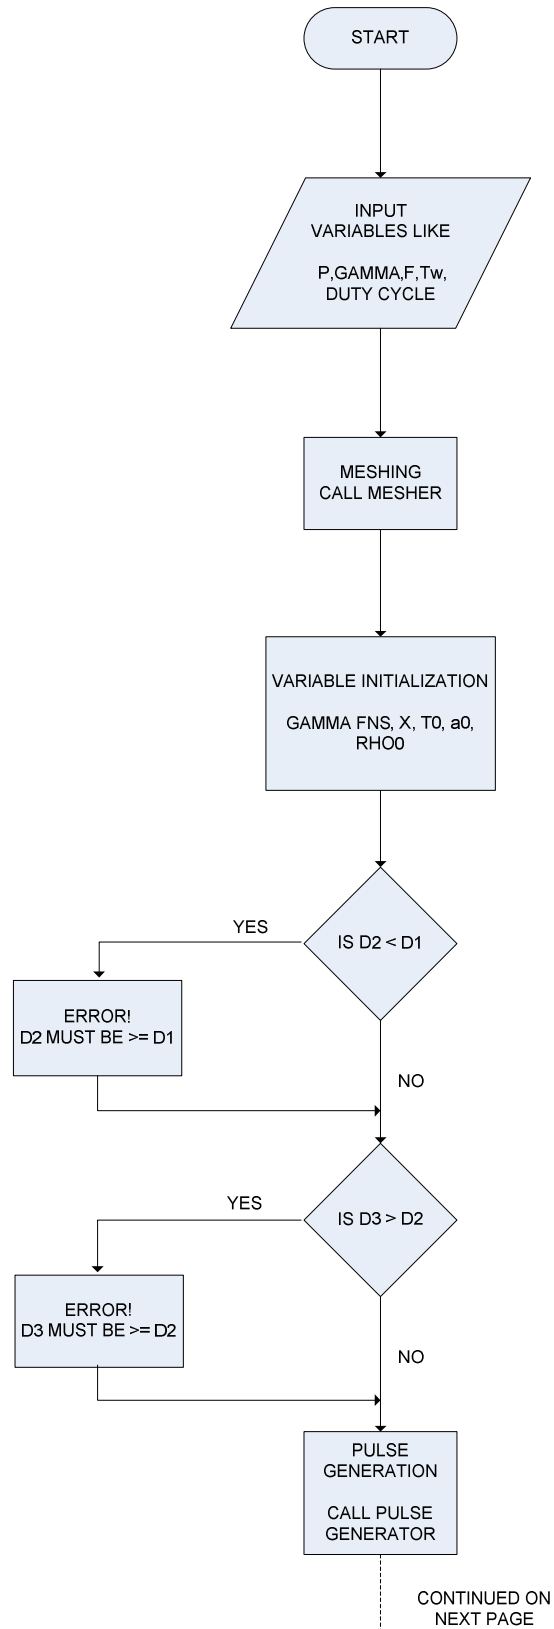 START
INPUT
VARIABLES LIKE
P,GAMMA,F,Tw,
DUTY CYCLE
MESHING
CALL MESHER
VARIABLE INITIALIZATION
GAMMA FNS, X, T0, a0,
RHO0
IS D2 < D1
YES
ERROR!
D2 MUST BE >= D1
NO
IS D3 > D2
YES
ERROR!
D3 MUST BE >= D2
NO
PULSE
GENERATION
CALL PULSE
GENERATOR
CONTINUED ON
NEXT PAGE